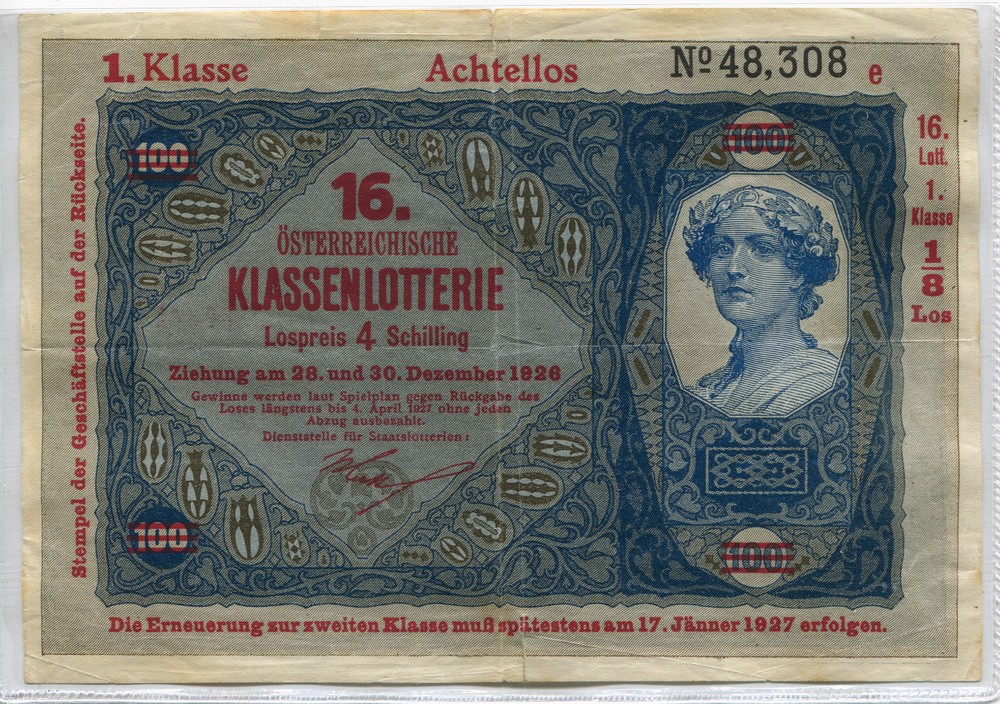 1. Klasse Achtellos Nº 48,308 e
Stempel der Geschäftstelle auf der Rückseite.
100
100
16.
ÖSTERREICHISCHE
KLASSENLOTTERIE
Lospreis 4 Schilling
Ziehung am 28. und 30. Dezember 1926
Gewinne werden laut Spielplan gegen Rückgabe des
Loses längstens bis 4. April 1927 ohne jeden
Abzug ausbezahlt.
Dienststelle für Staatslotterien:
100
100
16.
Lott.
1.
Klasse
1/8
Los
Die Erneuerung zur zweiten Klasse muß spätestens am 17. Jänner 1927 erfolgen.